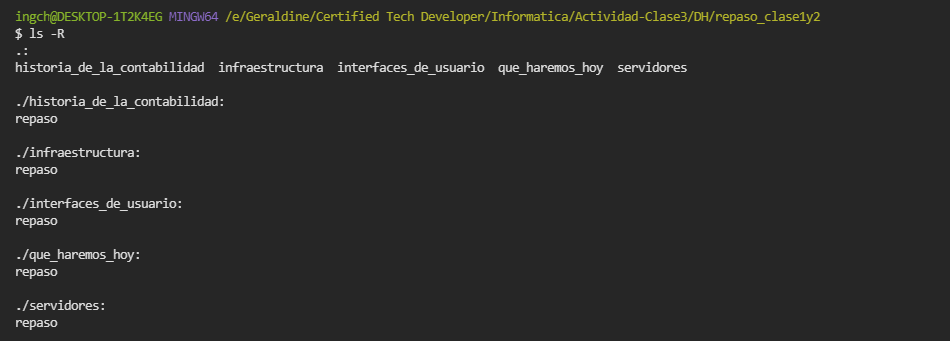 ingch@DESKTOP-1T2K4EG MINGW64 /e/Geraldine/Certified Tech Developer/Informatica/Actividad-Clase3/DH/repaso_clase1y2
$ ls -R
.:
historia_de_la_contabilidad  infraestructura  interfaces_de_usuario  que_haremos_hoy  servidores
./historia_de_la_contabilidad:
repaso
./infraestructura:
repaso
./interfaces_de_usuario:
repaso
./que_haremos_hoy:
repaso
./servidores:
repaso